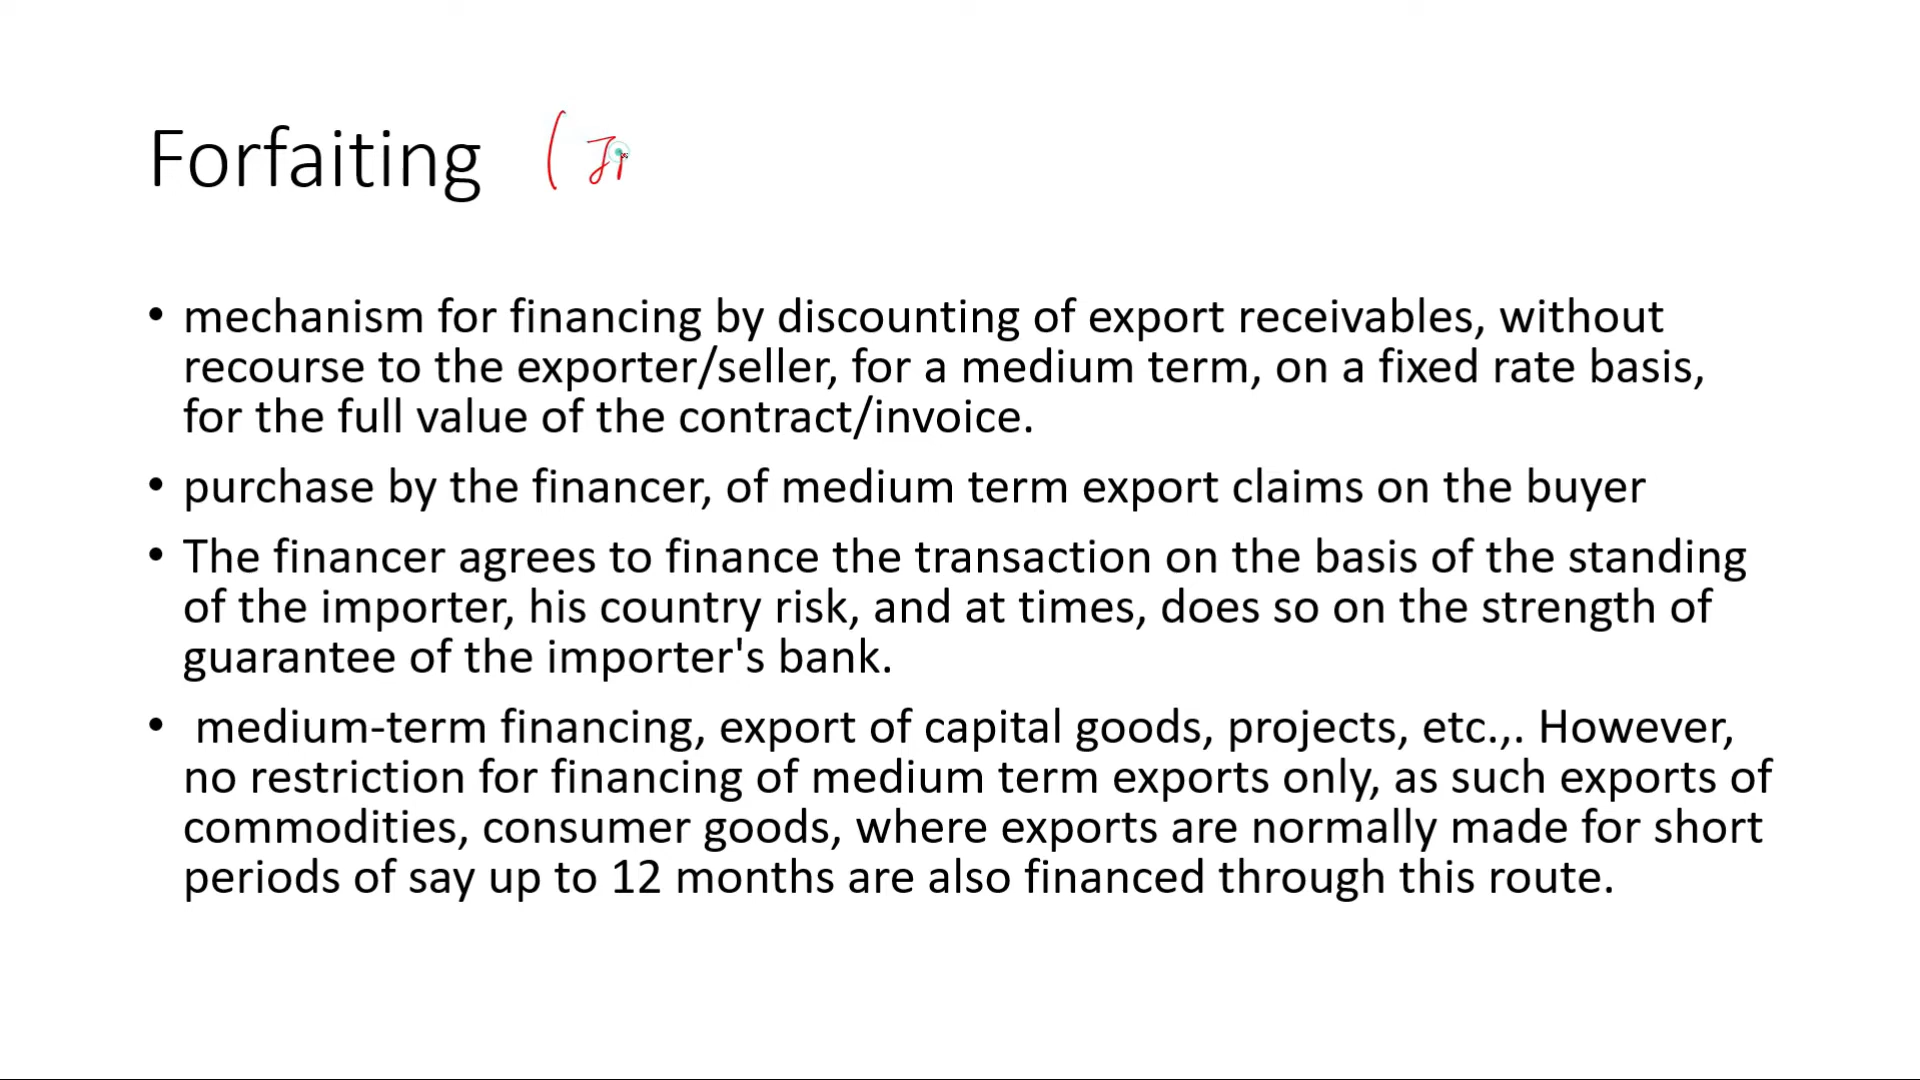 Forfaiting (
• mechanism for financing by discounting of export receivables, without
recourse to the exporter/seller, for a medium term, on a fixed rate basis,
for the full value of the contract/invoice.
• purchase by the financer, of medium term export claims on the buyer
• The financer agrees to finance the transaction on the basis of the standing
of the importer, his country risk, and at times, does so on the strength of
guarantee of the importer's bank.
• medium-term financing, export of capital goods, projects, etc.,. However,
no restriction for financing of medium term exports only, as such exports of
commodities, consumer goods, where exports are normally made for short
periods of say up to 12 months are also financed through this route.